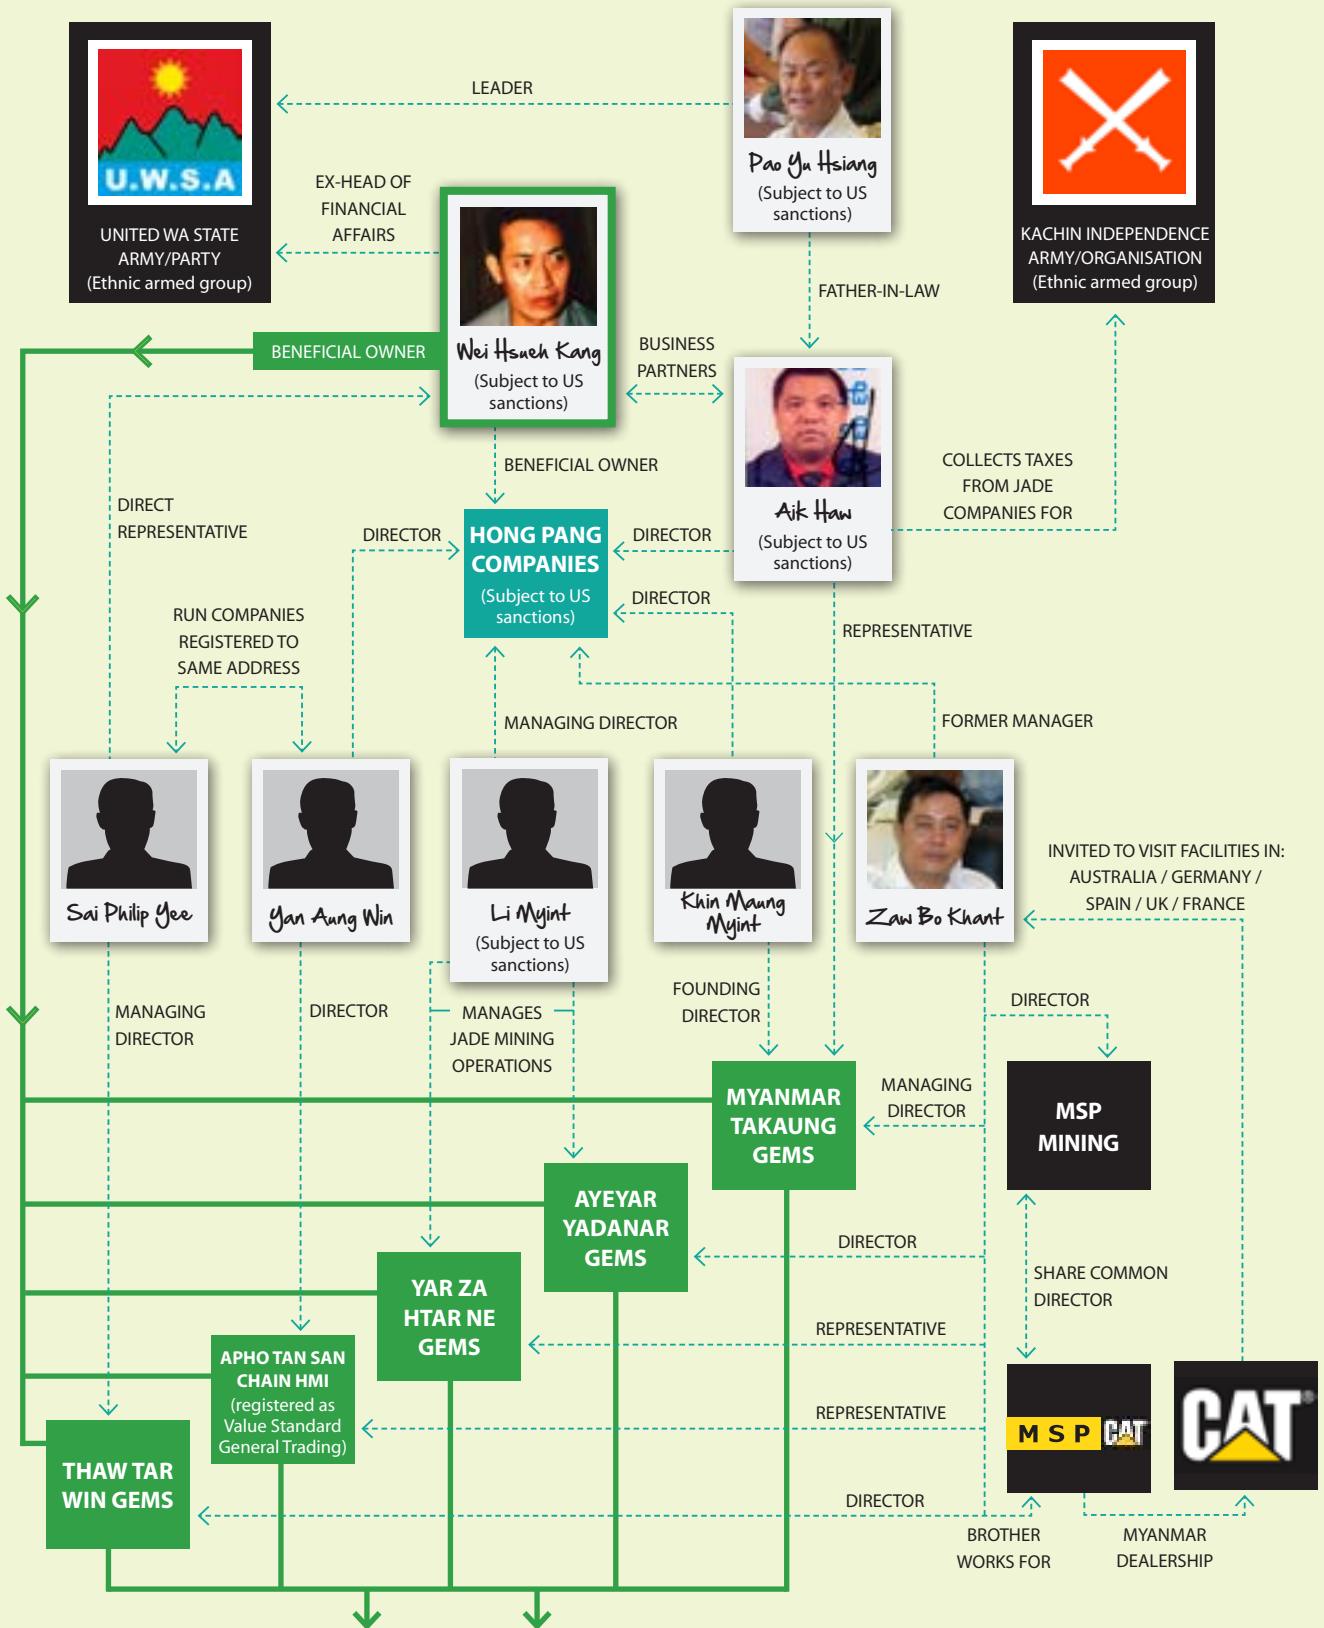 LEADER
U.W.S.A
UNITED WA STATE
ARMY/PARTY
(Ethnic armed group)
Pao Yu Hsiang
(Subject to US
sanctions)
KACHIN INDEPENDENCE
ARMY/ORGANISATION
(Ethnic armed group)
EX-HEAD OF
FINANCIAL
AFFAIRS
FATHER-IN-LAW
BENEFICIAL OWNER
Wei Hsueh Kang
(Subject to US
sanctions)
BUSINESS
PARTNERS
BENEFICIAL OWNER
Aik Haw
(Subject to US
sanctions)
COLLECTS TAXES
FROM JADE
COMPANIES FOR
DIRECT
REPRESENTATIVE
DIRECTOR
HONG PANG
COMPANIES
(Subject to US
sanctions)
DIRECTOR
DIRECTOR
REPRESENTATIVE
RUN COMPANIES
REGISTERED TO
SAME ADDRESS
MANAGING DIRECTOR
FORMER MANAGER
Sai Philip Yee
Yan Aung Win
Li Myint
(Subject to US
sanctions)
Khin Maung
Myint
Zaw Bo Khant
INVITED TO VISIT FACILITIES IN:
AUSTRALIA / GERMANY /
SPAIN / UK / FRANCE
MANAGING
DIRECTOR
DIRECTOR
MANAGES
JADE MINING
OPERATIONS
FOUNDING
DIRECTOR
DIRECTOR
MYANMAR
TAKAUNG
GEMS
MANAGING
DIRECTOR
MSP
MINING
AYEYAR
YADANAR
GEMS
DIRECTOR
SHARE COMMON
DIRECTOR
YAR ZA
HTAR NE
GEMS
REPRESENTATIVE
APHO TAN SAN
CHAIN HMI
(registered as
Value Standard
General Trading)
REPRESENTATIVE
MSP CAT
CAT®
THAW TAR
WIN GEMS
DIRECTOR
BROTHER
WORKS FOR
MYANMAR
DEALERSHIP